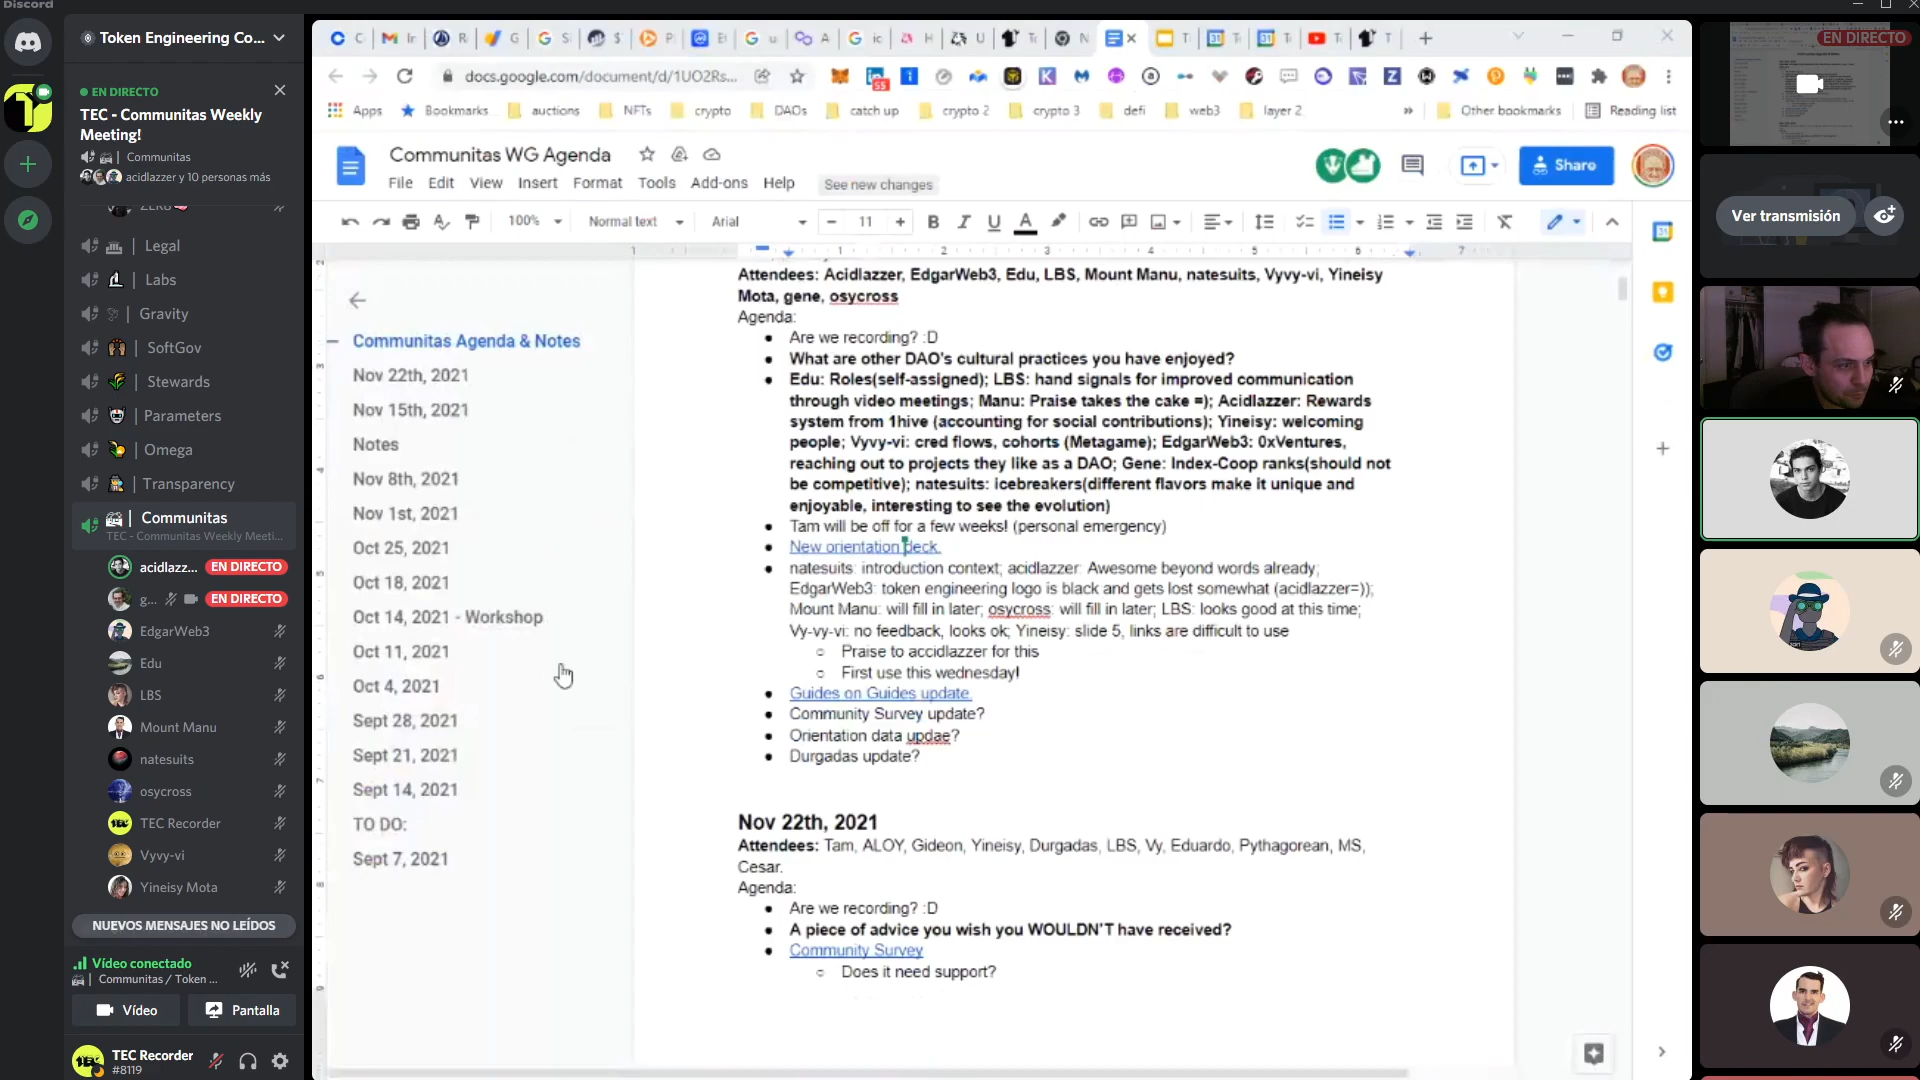 Discord
Token Engineering Co...
EN DIRECTO
TEC - Communitas Weekly
Meeting!
Communitas
acidlazzer y 10 personas más
Legal
Labs
Gravity
SoftGov
Stewards
Parameters
Omega
Transparency
Communitas
TEC - Communitas Weekly Meeti...
acidlazz... EN DIRECTO
g... EN DIRECTO
EdgarWeb3
Edu
LBS
Mount Manu
natesuits
osycross
TEC Recorder
Vyvy-vi
Yineisy Mota
NUEVOS MENSAJES NO LEÍDOS
Vídeo conectado
Communitas / Token ...
Vídeo
Pantalla
TEC Recorder
#8119
docs.google.com/document/d/1UO2Rs...
Apps
Bookmarks
auctions
NFTs
crypto
DAOs
catch up
crypto 2
crypto 3
defi
web3
layer 2
»
Other bookmarks
Reading list
Communitas WG Agenda
File Edit View Insert Format Tools Add-ons Help
See new changes
Share
100%
Normal text
Arial
11
Communitas Agenda & Notes
Nov 22th, 2021
Nov 15th, 2021
Notes
Nov 8th, 2021
Nov 1st, 2021
Oct 25, 2021
Oct 18, 2021
Oct 14, 2021 - Workshop
Oct 11, 2021
Oct 4, 2021
Sept 28, 2021
Sept 21, 2021
Sept 14, 2021
TO DO:
Sept 7, 2021
Attendees: Acidlazzer, EdgarWeb3, Edu, LBS, Mount Manu, natesuits, Vyvy-vi, Yineisy
Mota, gene, osycross
Agenda:
● Are we recording? :D
● What are other DAO's cultural practices you have enjoyed?
● Edu: Roles(self-assigned); LBS: hand signals for improved communication
through video meetings; Manu: Praise takes the cake =); Acidlazzer: Rewards
system from 1hive (accounting for social contributions); Yineisy: welcoming
people; Vyvy-vi: cred flows, cohorts (Metagame); EdgarWeb3: 0xVentures,
reaching out to projects they like as a DAO; Gene: Index-Coop ranks(should not
be competitive); natesuits: icebreakers(different flavors make it unique and
enjoyable, interesting to see the evolution)
● Tam will be off for a few weeks! (personal emergency)
● New orientation deck.
● natesuits: introduction context; acidlazzer: Awesome beyond words already;
EdgarWeb3: token engineering logo is black and gets lost somewhat (acidlazzer=));
Mount Manu: will fill in later; osycross: will fill in later; LBS: looks good at this time;
Vy-vy-vi: no feedback, looks ok; Yineisy: slide 5, links are difficult to use
○ Praise to accidlazzer for this
○ First use this wednesday!
● Guides on Guides update.
● Community Survey update?
● Orientation data updae?
● Durgadas update?
Nov 22th, 2021
Attendees: Tam, ALOY, Gideon, Yineisy, Durgadas, LBS, Vy, Eduardo, Pythagorean, MS,
Cesar.
Agenda:
● Are we recording? :D
● A piece of advice you wish you WOULDN'T have received?
● Community Survey
○ Does it need support?
EN DIRECTO
Ver transmisión